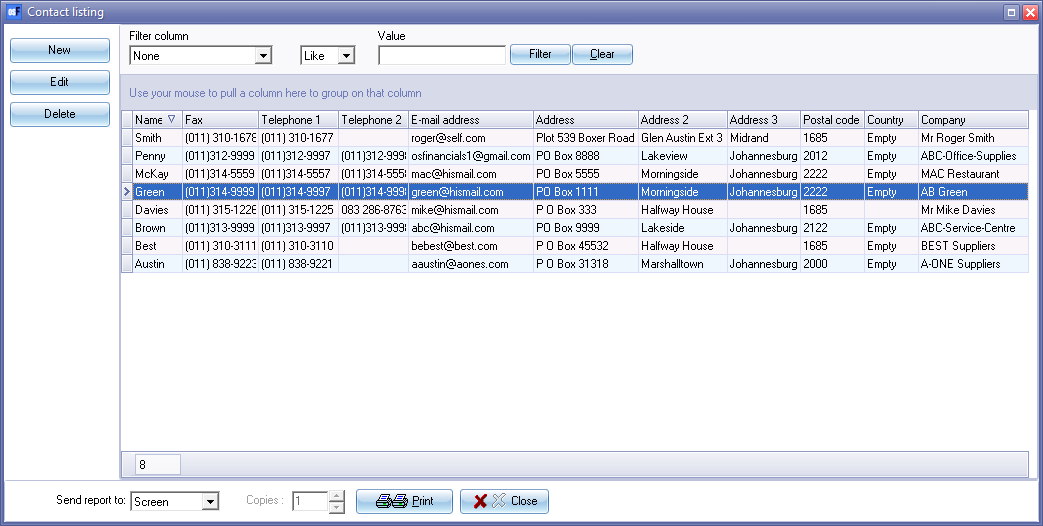 Contact listing
New
Edit
Delete
Filter column
Value
None
Like
Filter
Clear
Use your mouse to pull a column here to group on that column
Name Fax Telephone 1 Telephone 2 E-mail address Address Address 2 Address 3 Postal code Country Company
Smith (011) 310-1678 (011) 310-1677 roger@self.com Plot 539 Boxer Road Glen Austin Ext 3 Midrand 1685 Empty Mr Roger Smith
Penny (011)312-9999 (011)312-9997 (011)312-9998 osfinancials1@gmail.com PO Box 8888 Lakeview Johannesburg 2012 Empty ABC-Office-Supplies
McKay (011)314-5559 (011)314-5557 (011)314-5558 mac@hismail.com PO Box 5555 Morningside Johannesburg 2222 Empty MAC Restaurant
Green (011)314-9999 (011)314-9997 (011)314-9998 green@hismail.com PO Box 1111 Morningside Johannesburg 2222 Empty AB Green
Davies (011) 315-1226 (011) 315-1225 083 286-8763 mike@hismail.com P O Box 333 Halfway House 1685 Empty Mr Mike Davies
Brown (011)313-9999 (011)313-9997 (011)313-9998 abc@hismail.com PO Box 9999 Lakeside Johannesburg 2122 Empty ABC-Service-Centre
Best (011) 310-3111 (011) 310-3110 bebest@best.com P O Box 45532 Halfway House 1685 Empty BEST Suppliers
Austin (011) 838-9223 (011) 838-9221 aaustin@aones.com P O Box 31318 Marshalltown Johannesburg 2000 Empty A-ONE Suppliers
8
Send report to: Screen Copies : 1 Print Close